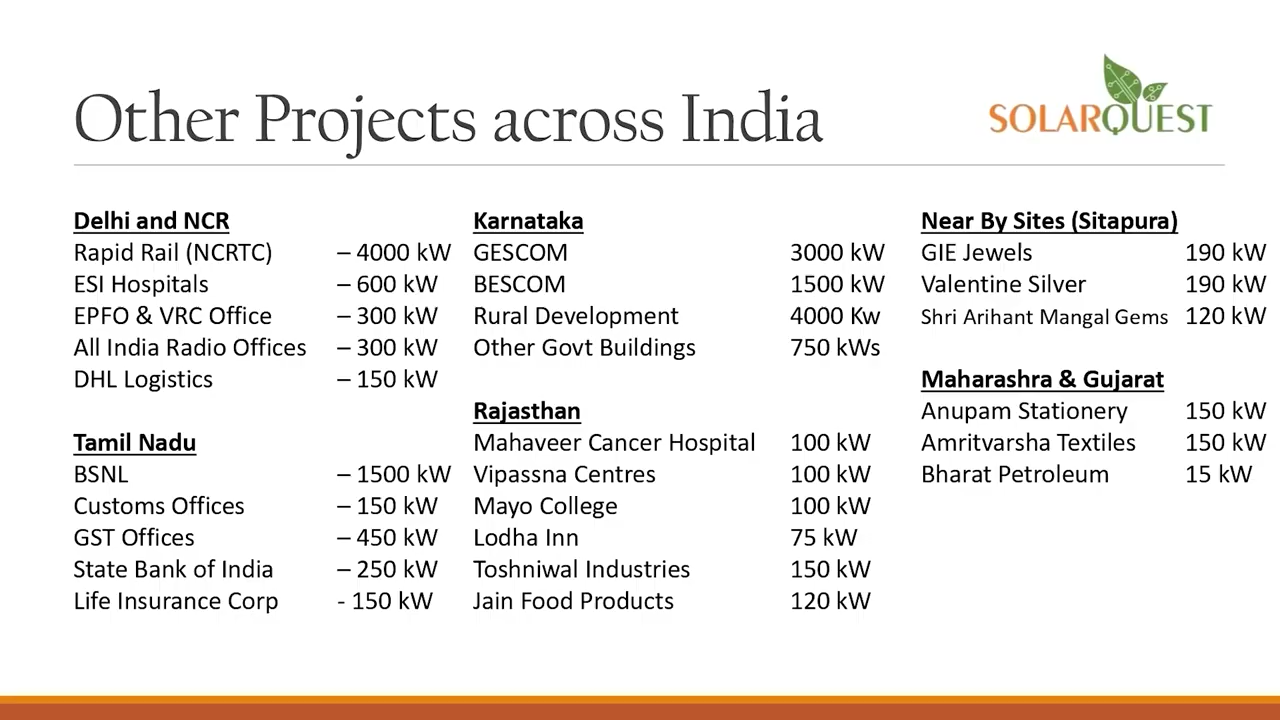 Other Projects across India
SOLARQUEST
Delhi and NCR
Rapid Rail (NCRTC) – 4000 kW
ESI Hospitals – 600 kW
EPFO & VRC Office – 300 kW
All India Radio Offices – 300 kW
DHL Logistics – 150 kW
Tamil Nadu
BSNL – 1500 kW
Customs Offices – 150 kW
GST Offices – 450 kW
State Bank of India – 250 kW
Life Insurance Corp - 150 kW
Karnataka
GESCOM 3000 kW
BESCOM 1500 kW
Rural Development 4000 Kw
Other Govt Buildings 750 kWs
Rajasthan
Mahaveer Cancer Hospital 100 kW
Vipassna Centres 100 kW
Mayo College 100 kW
Lodha Inn 75 kW
Toshniwal Industries 150 kW
Jain Food Products 120 kW
Near By Sites (Sitapura)
GIE Jewels 190 kW
Valentine Silver 190 kW
Shri Arihant Mangal Gems 120 kW
Maharashra & Gujarat
Anupam Stationery 150 kW
Amritvarsha Textiles 150 kW
Bharat Petroleum 15 kW